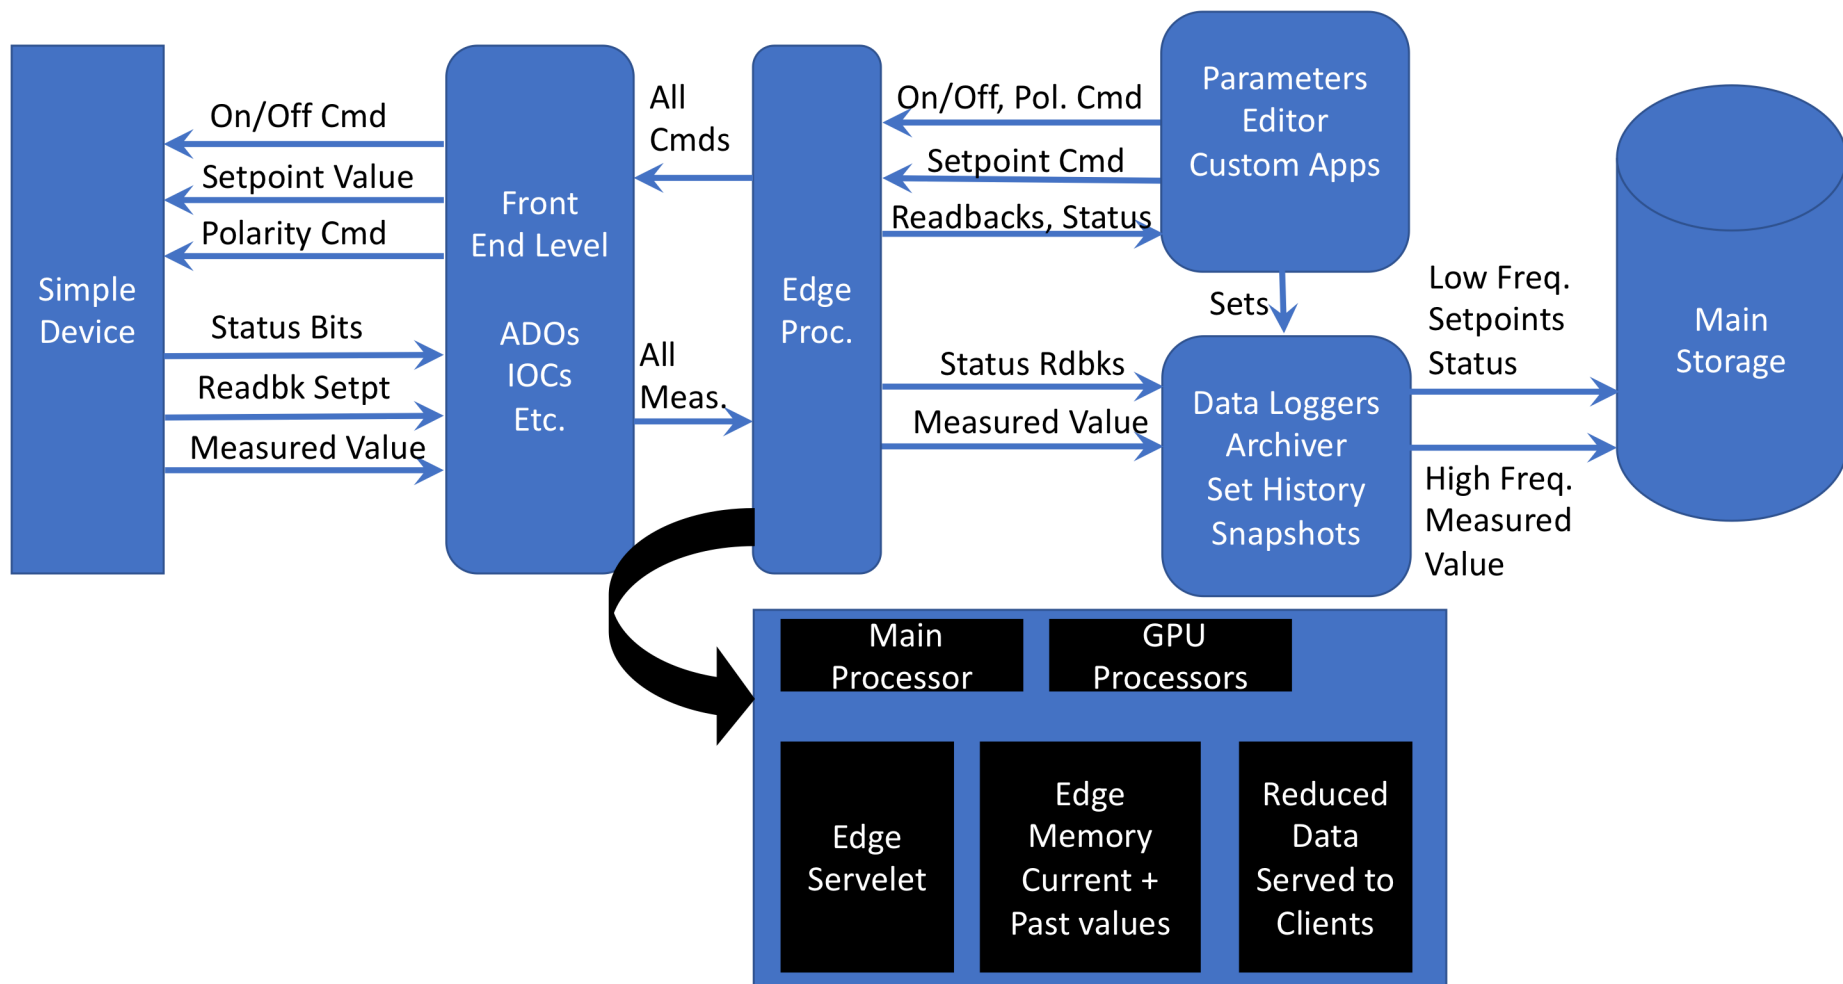 Simple
Device
On/Off Cmd
Setpoint Value
Polarity Cmd
Status Bits
Readbk Setpt
Measured Value
Front
End Level
ADOs
IOCs
Etc.
All
Cmds
All
Meas.
Edge
Proc.
On/Off, Pol. Cmd
Setpoint Cmd
Readbacks, Status
Status Rdbks
Measured Value
Parameters
Editor
Custom Apps
Sets
Data Loggers
Archiver
Set History
Snapshots
Low Freq.
Setpoints
Status
High Freq.
Measured
Value
Main
Storage
Main
Processor
GPU
Processors
Edge
Servelet
Edge
Memory
Current +
Past values
Reduced
Data
Served to
Clients